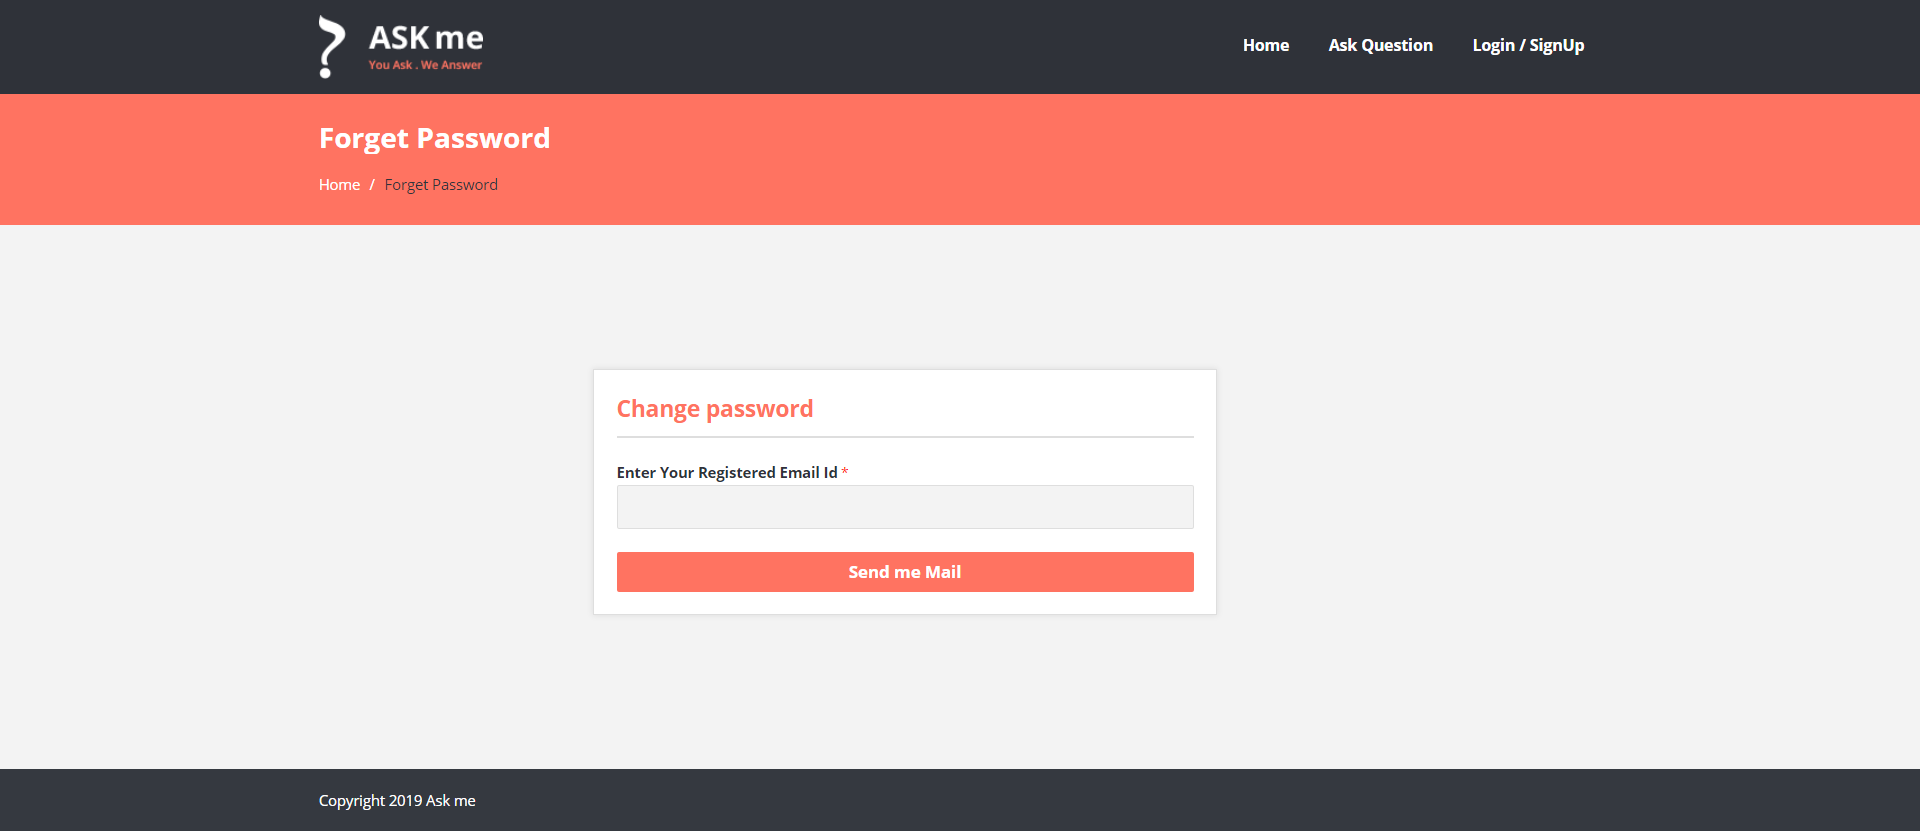 ASK me
You Ask . We Answer
Home
Ask Question
Login / SignUp
Forget Password
Home / Forget Password
Change password
Enter Your Registered Email Id *
Send me Mail
Copyright 2019 Ask me